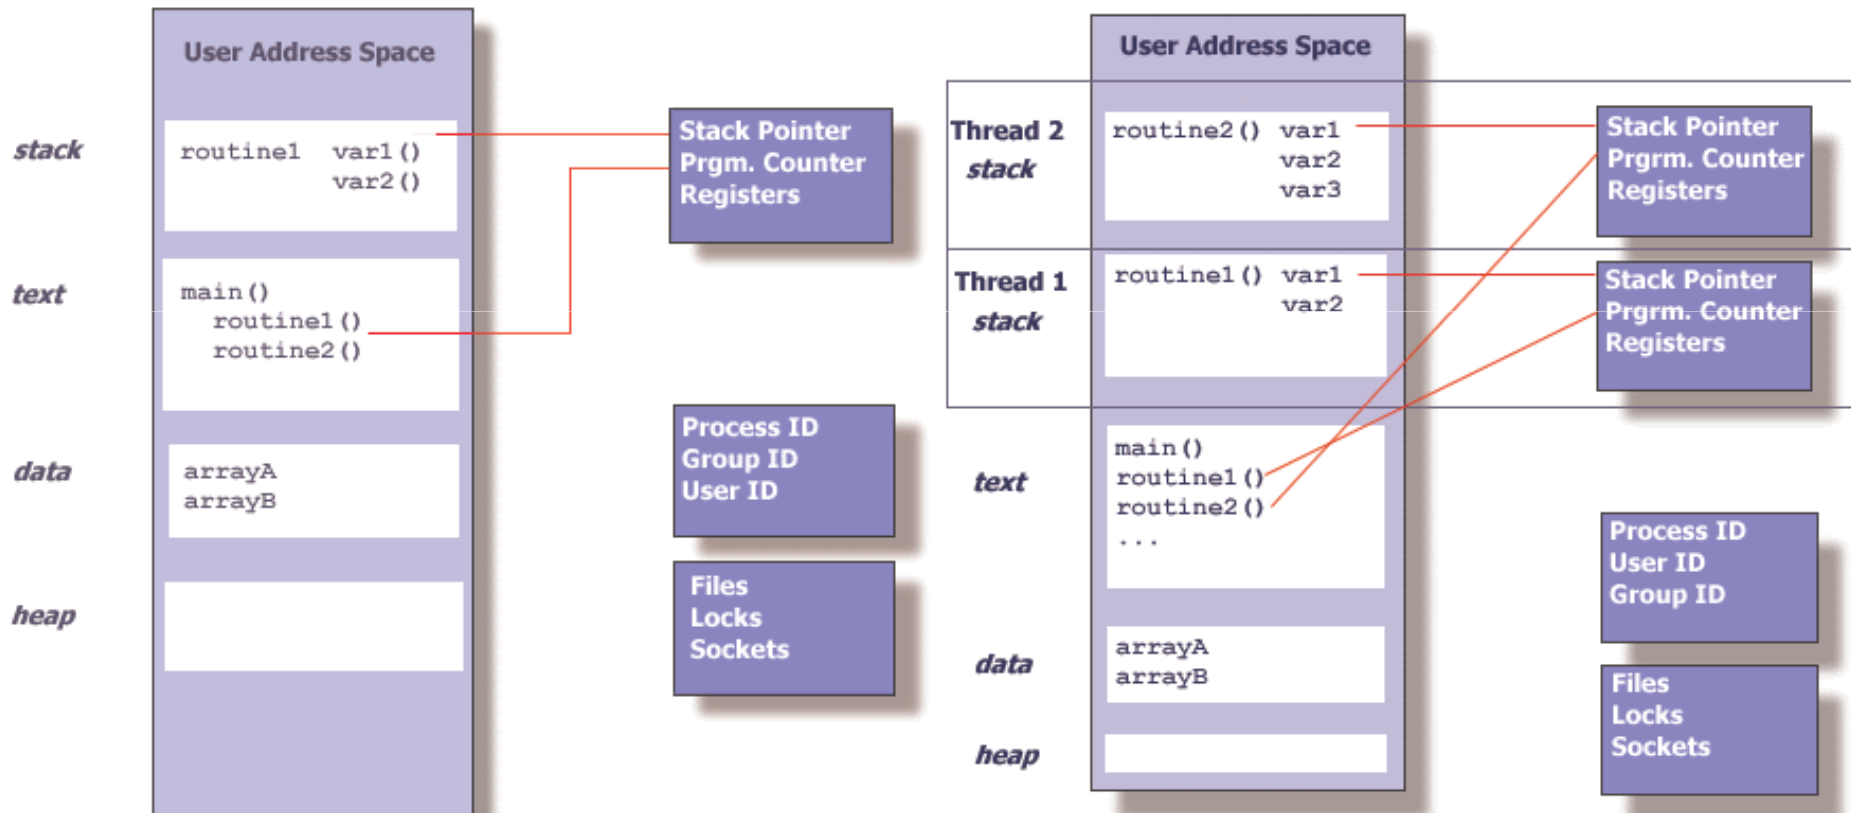 User Address Space
stack
routine1 var1()
var2()
Stack Pointer
Prgm. Counter
Registers
text
main()
routine1()
routine2()
Process ID
Group ID
User ID
data
arrayA
arrayB
Files
Locks
Sockets
heap
User Address Space
Thread 2
stack
routine2() var1
var2
var3
Stack Pointer
Prgrm. Counter
Registers
Thread 1
stack
routine1() var1
var2
Stack Pointer
Prgrm. Counter
Registers
text
main()
routine1()
routine2()
...
Process ID
User ID
Group ID
data
arrayA
arrayB
Files
Locks
Sockets
heap